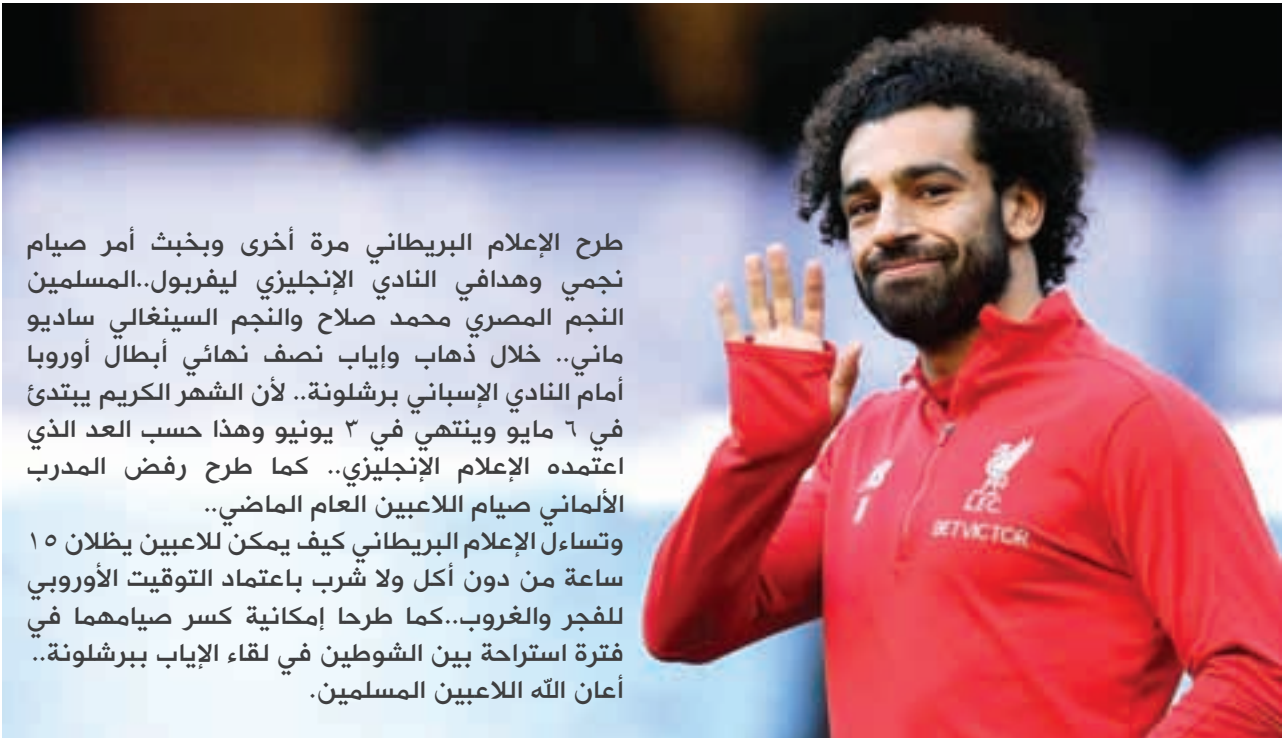 طرح الإعلام البريطاني مرة أخرى وبخبث أمر صيام
نجمي وهدافي النادي الإنجليزي ليفربول..المسلمين
النجم المصري محمد صلاح والنجم السينغالي ساديو
ماني.. خلال ذهاب وإياب نصف نهائي أبطال أوروبا
أمام النادي الإسباني برشلونة.. لأن الشهر الكريم يبتدئ
في ٦ مايو وينتهي في ٣ يونيو وهذا حسب العد الذي
اعتمده الإعلام الإنجليزي.. كما طرح رفض المدرب
الألماني صيام اللاعبين العام الماضي..
وتساءل الإعلام البريطاني كيف يمكن للاعبين يظلان ١٥
ساعة من دون أكل ولا شرب باعتماد التوقيت الأوروبي
للفجر والغروب..كما طرحا إمكانية كسر صيامهما في
فترة استراحة بين الشوطين في لقاء الإياب ببرشلونة..
أعان الله اللاعبين المسلمين.
L.F.C.
BETVICTOR